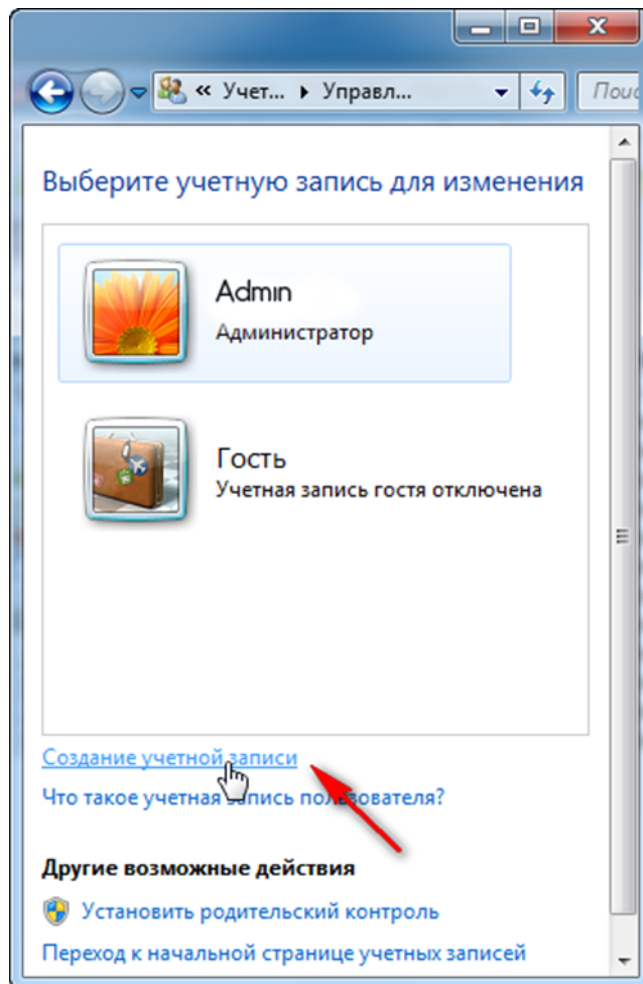 « Учет... Управл... Поис
Выберите учетную запись для изменения
Admin
Администратор
Гость
Учетная запись гостя отключена
Создание учетной записи
Что такое учетная запись пользователя?
Другие возможные действия
Установить родительский контроль
Переход к начальной странице учетных записей